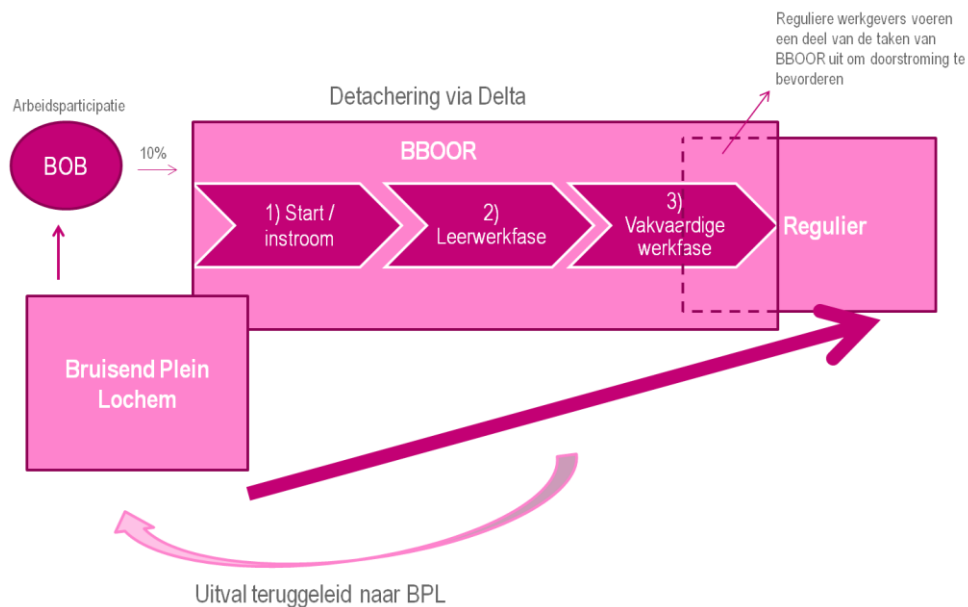 Reguliere werkgevers voeren
een deel van de taken van
BBOOR uit om doorstroming te
bevorderen
Detachering via Delta
Arbeidsparticipatie
BOB
10%
BBOOR
1) Start /
instroom
2)
Leerwerkfase
3)
Vakvaardige
werkfase
Regulier
Bruisend Plein
Lochem
Uitval teruggeleid naar BPL